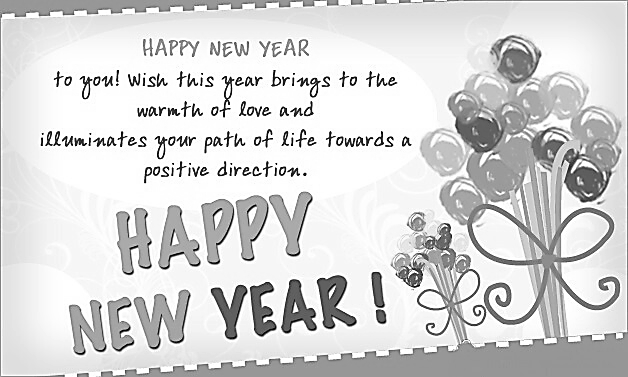 HAPPY NEW YEAR
to you! Wish this year brings to the
warmth of love and
illuminates your path of life towards a
positive direction.
HAPPY
NEW YEAR!